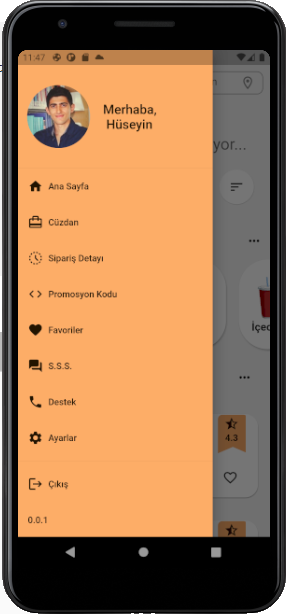 11:47
Merhaba,
Hüseyin
yor...
Ana Sayfa
Cüzdan
Sipariş Detayı
Promosyon Kodu
Favoriler
S.S.S.
Destek
Ayarlar
Çıkış
0.0.1
İçec
4.3